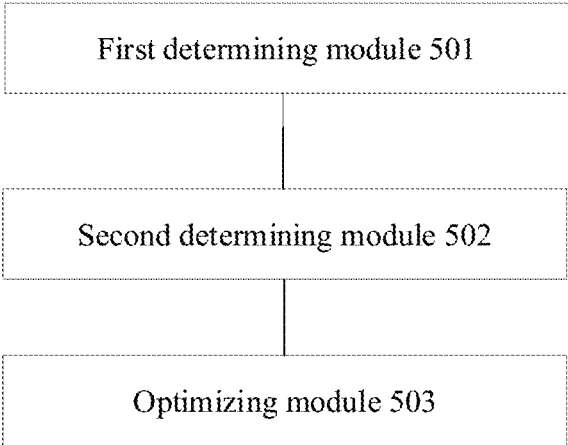 First determining module 501
Second determining module 502
Optimizing module 503